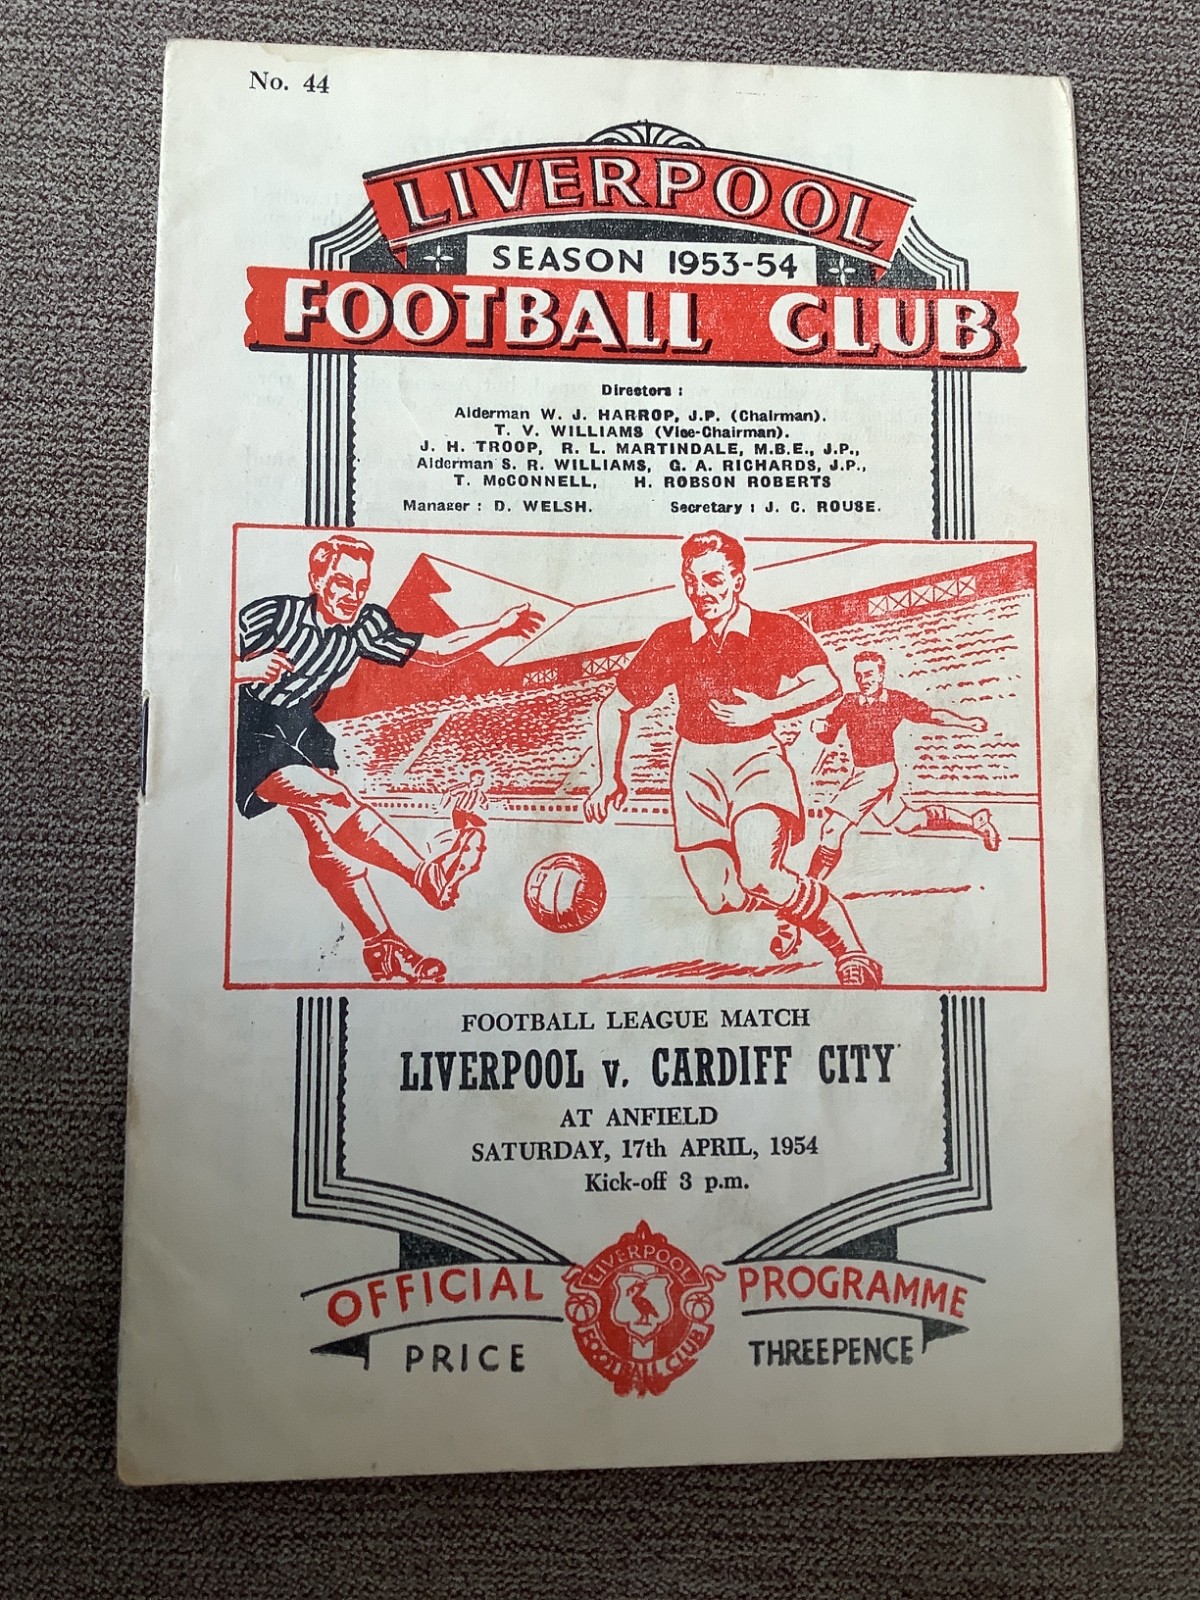 No. 44
LIVERPOOL
SEASON 1953-54
FOOTBALL CLUB
Directors :
Alderman W. J. HARROP, J.P. (Chairman).
T. V. WILLIAMS (Vice-Chairman).
J. H. TROOP, R. L. MARTINDALE, M.B.E., J.P.,
Alderman S. R. WILLIAMS, G. A. RICHARDS, J.P.,
T. McCONNELL, H. ROBSON ROBERTS
Manager : D. WELSH. Secretary : J. C. ROUSE.
FOOTBALL LEAGUE MATCH
LIVERPOOL v. CARDIFF CITY
AT ANFIELD
SATURDAY, 17th APRIL, 1954
Kick-off 3 p.m.
OFFICIAL PROGRAMME
LIVERPOOL
FOOTBALL CLUB
PRICE THREEPENCE